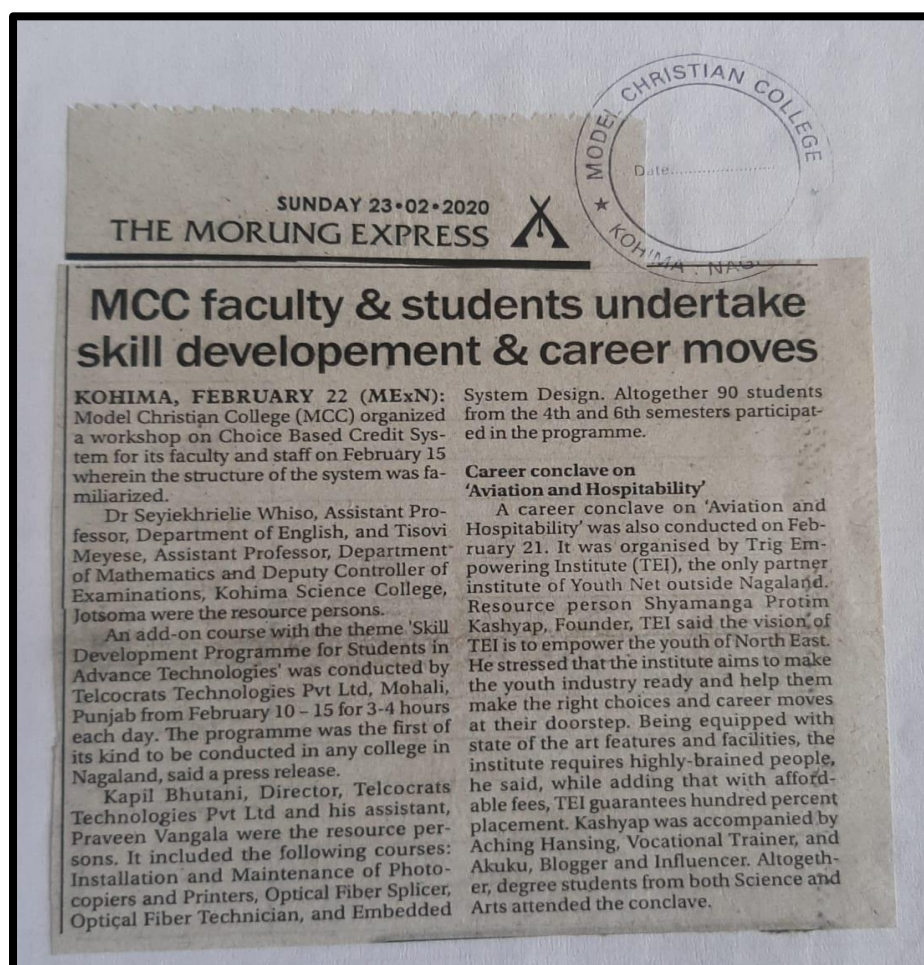 MODEL CHRISTIAN COLLEGE
Date
KOHIMA . NAG
SUNDAY 23•02•2020
THE MORUNG EXPRESS
MCC faculty & students undertake
skill developement & career moves
KOHIMA, FEBRUARY 22 (MExN):
Model Christian College (MCC) organized
a workshop on Choice Based Credit Sys-
tem for its faculty and staff on February 15
wherein the structure of the system was fa-
miliarized.
Dr Seyiekhrielie Whiso, Assistant Pro-
fessor, Department of English, and Tisovi
Meyese, Assistant Professor, Department
of Mathematics and Deputy Controller of
Examinations, Kohima Science College,
Jotsoma were the resource persons.
An add-on course with the theme 'Skill
Development Programme for Students in
Advance Technologies' was conducted by
Telcocrats Technologies Pvt Ltd, Mohali,
Punjab from February 10 – 15 for 3-4 hours
each day. The programme was the first of
its kind to be conducted in any college in
Nagaland, said a press release.
Kapil Bhutani, Director, Telcocrats
Technologies Pvt Ltd and his assistant,
Praveen Vangala were the resource per-
sons. It included the following courses:
Installation and Maintenance of Photo-
copiers and Printers, Optical Fiber Splicer,
Optical Fiber Technician, and Embedded
System Design. Altogether 90 students
from the 4th and 6th semesters participat-
ed in the programme.
Career conclave on
'Aviation and Hospitability'
A career conclave on 'Aviation and
Hospitability' was also conducted on Feb-
ruary 21. It was organised by Trig Em-
powering Institute (TEI), the only partner
institute of Youth Net outside Nagaland.
Resource person Shyamanga Protim
Kashyap, Founder, TEI said the vision of
TEI is to empower the youth of North East.
He stressed that the institute aims to make
the youth industry ready and help them
make the right choices and career moves
at their doorstep. Being equipped with
state of the art features and facilities, the
institute requires highly-brained people,
he said, while adding that with afford-
able fees, TEI guarantees hundred percent
placement. Kashyap was accompanied by
Aching Hansing, Vocational Trainer, and
Akuku, Blogger and Influencer. Altogeth-
er, degree students from both Science and
Arts attended the conclave.